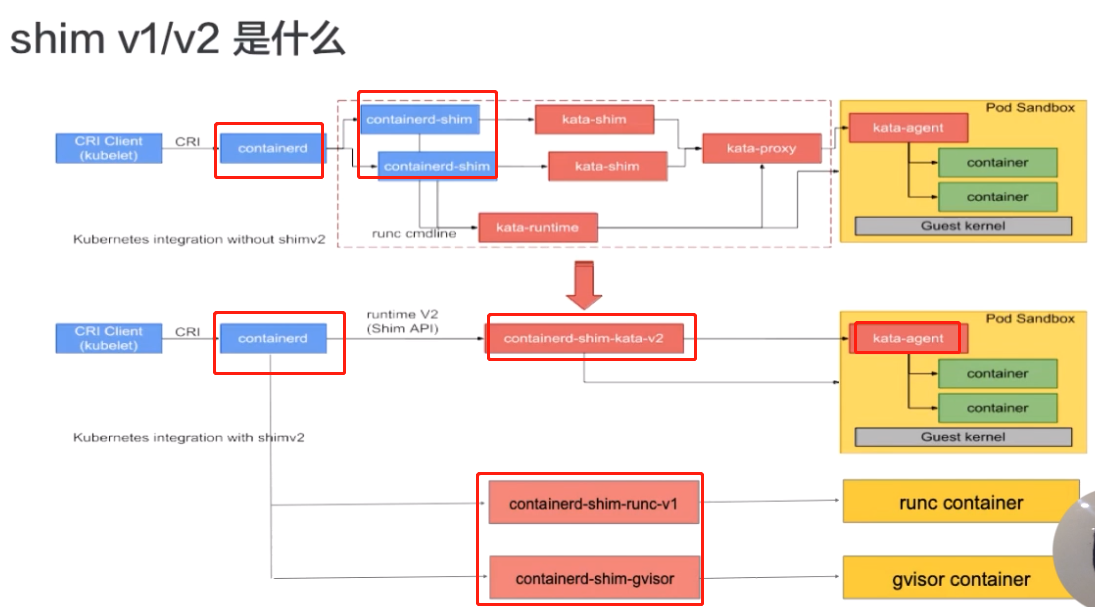 shim v1/v2 是什么
Pod Sandbox
containerd-shim
kata-shim
kata-agent
CRI Client
(kubelet)
CRI
containerd
kata-proxy
container
containerd-shim
kata-shim
container
kata-runtime
Guest kernel
runc cmdline
Kubernetes integration without shimv2
runtime V2
(Shim API)
Pod Sandbox
CRI Client
(kubelet)
CRI
containerd
containerd-shim-kata-v2
kata-agent
container
container
Kubernetes integration with shimv2
Guest kernel
containerd-shim-runc-v1
runc container
containerd-shim-gvisor
gvisor container